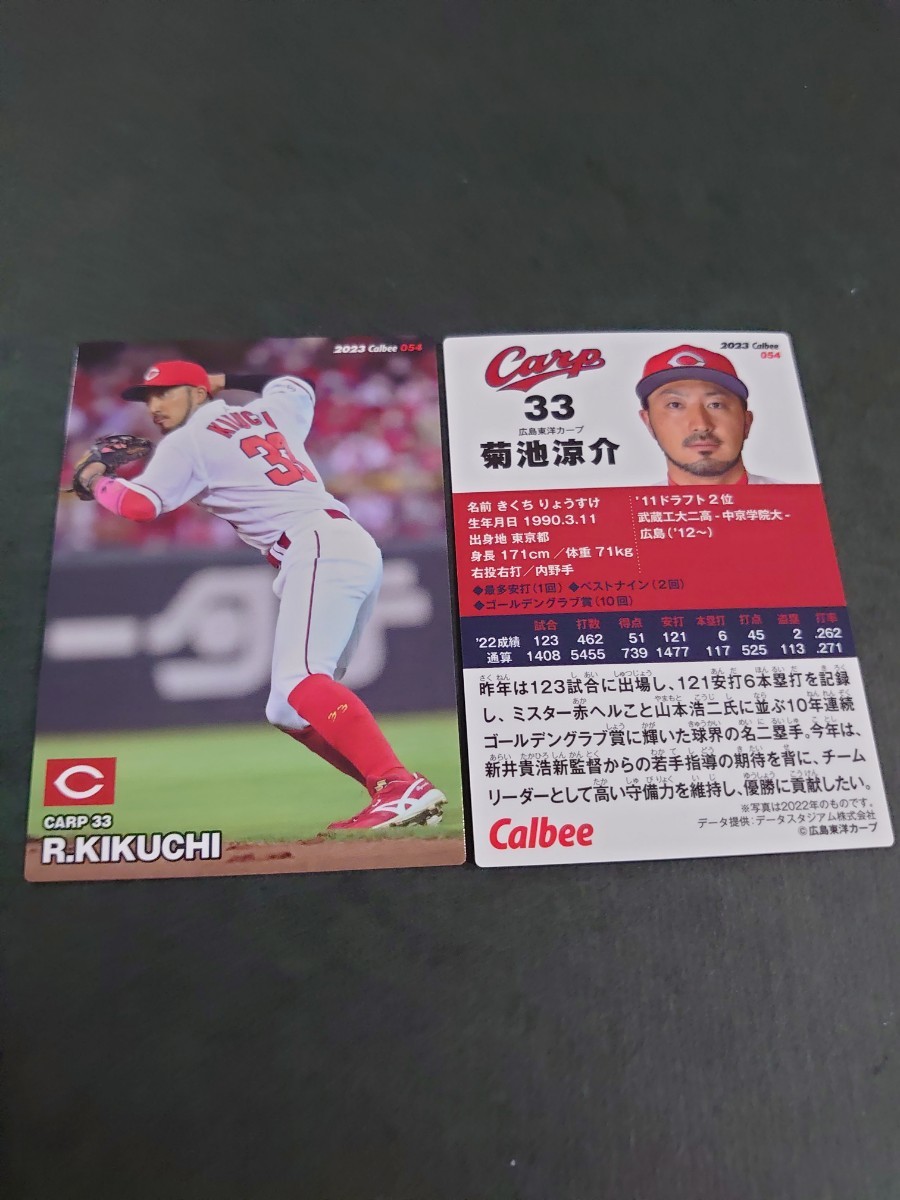 2023 Calbee 054
KIKUCHI
33
33
C
CARP 33
R.KIKUCHI
2023 Calbee
054
Carp
33
広島東洋カープ
菊池涼介
名前 きくち りょうすけ
生年月日 1990.3.11
出身地 東京都
身長 171cm/体重 71kg
右投右打/内野手
'11ドラフト2位
武蔵工大二高-中京学院大-
広島('12〜)
◆最多安打(1回) ◆ベストナイン(2回)
◆ゴールデングラブ賞(10回)
試合 打数 得点 安打 本塁打 打点 盗塁 打率
'22成績 123 462 51 121 6 45 2 .262
通算 1408 5455 739 1477 117 525 113 .271
昨年は123試合に出場し、121安打6本塁打を記録
し、ミスター赤ヘルこと山本浩二氏に並ぶ10年連続
ゴールデングラブ賞に輝いた球界の名二塁手。今年は、
新井貴浩新監督からの若手指導の期待を背に、チーム
リーダーとして高い守備力を維持し、優勝に貢献したい。
※写真は2022年のものです。
データ提供:データスタジアム株式会社
©広島東洋カープ
Calbee